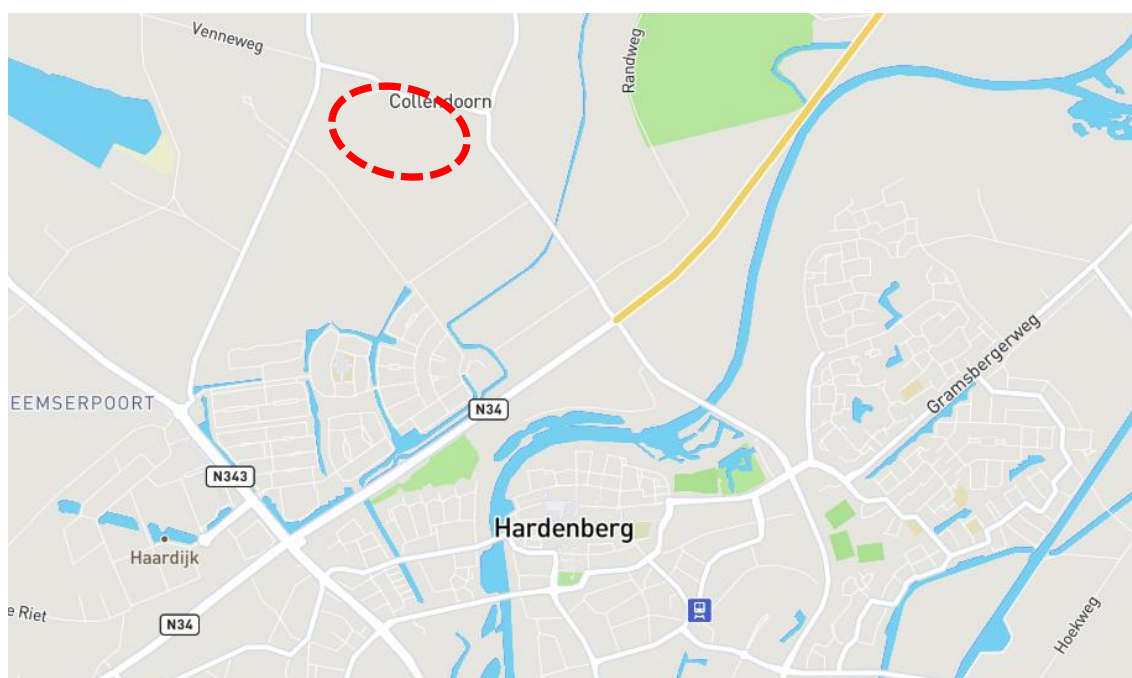 Venneweg
Randweg
Collendoorn
Gramsbergerweg
EEMSERPOORT
N34
N343
Hardenberg
Haardijk
e Riet
N34
Hoekweg